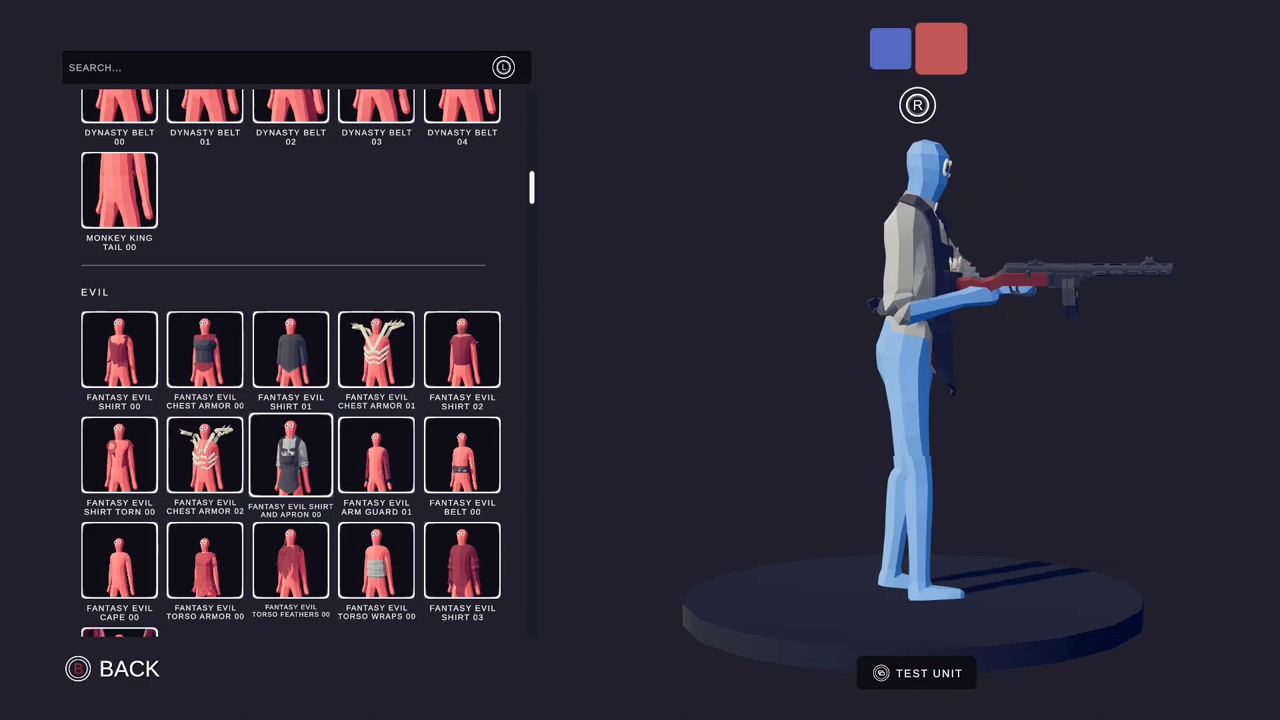 SEARCH...
L
R
DYNASTY BELT
00
DYNASTY BELT
01
DYNASTY BELT
02
DYNASTY BELT
03
DYNASTY BELT
04
MONKEY KING
TAIL 00
EVIL
FANTASY EVIL
SHIRT 00
FANTASY EVIL
CHEST ARMOR 00
FANTASY EVIL
SHIRT 01
FANTASY EVIL
CHEST ARMOR 01
FANTASY EVIL
SHIRT 02
FANTASY EVIL
SHIRT TORN 00
FANTASY EVIL
CHEST ARMOR 02
FANTASY EVIL SHIRT
AND APRON 00
FANTASY EVIL
ARM GUARD 01
FANTASY EVIL
BELT 00
FANTASY EVIL
CAPE 00
FANTASY EVIL
TORSO ARMOR 00
FANTASY EVIL
TORSO FEATHERS 00
FANTASY EVIL
TORSO WRAPS 00
FANTASY EVIL
SHIRT 03
B BACK
TEST UNIT